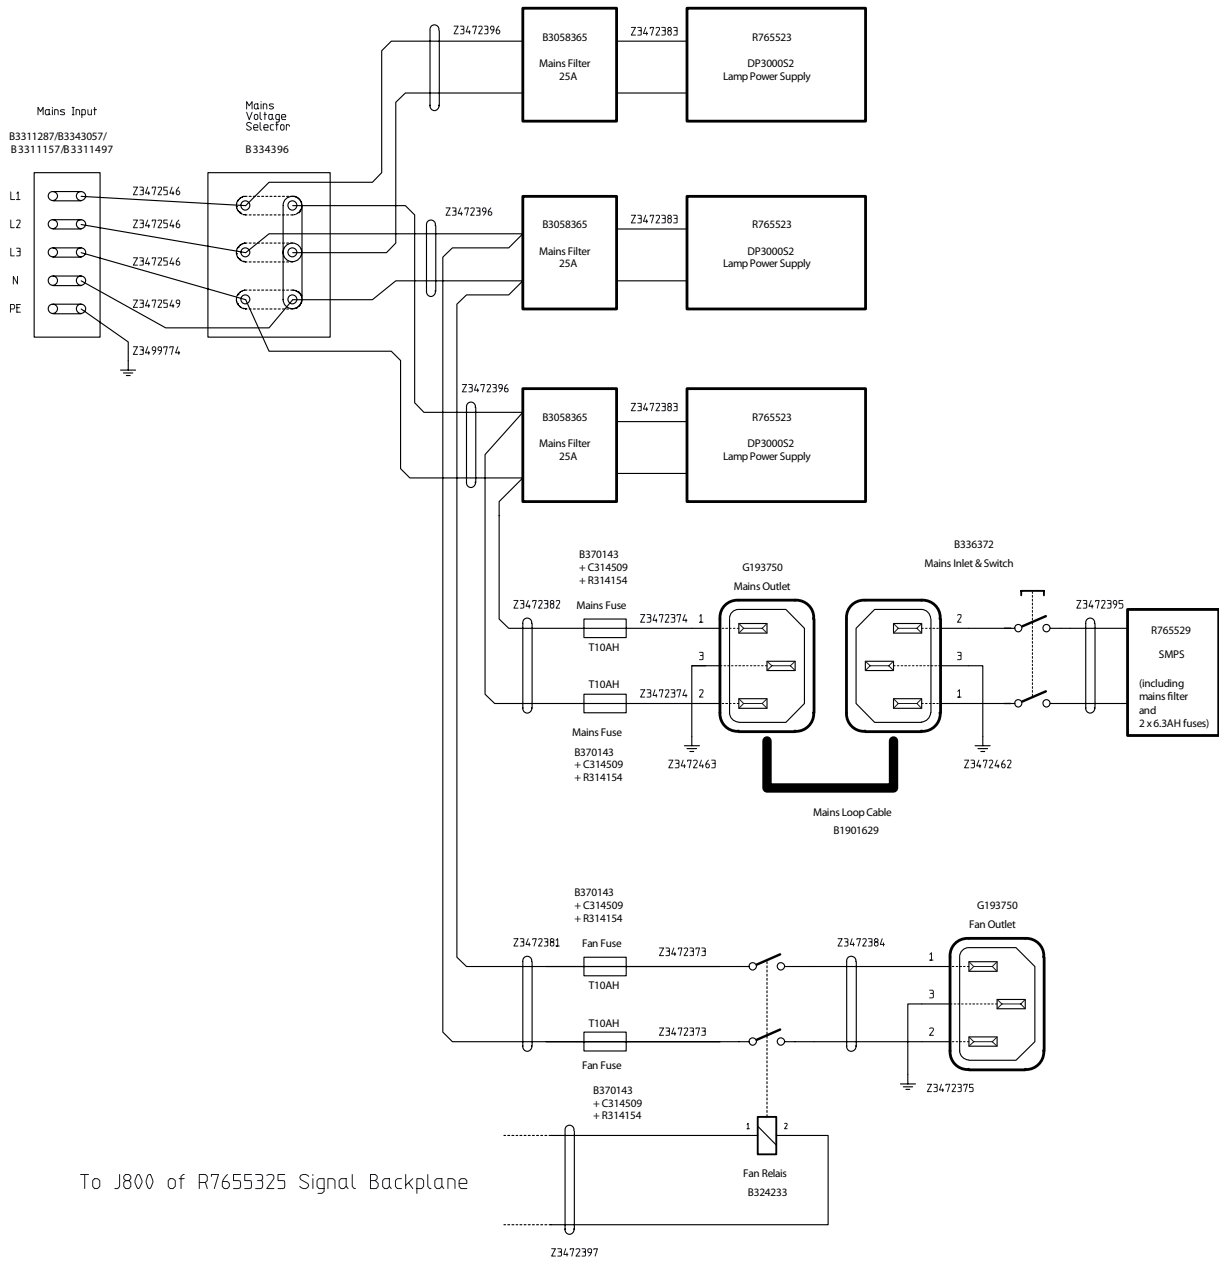 Z3472396
B3058365
Mains Filter
25A
Z3472383
R765523
DP3000S2
Lamp Power Supply
Mains Input
B3311287/B3343057/
B3311157/B3311497
Mains
Voltage
Selector
B334396
L1
L2
L3
N
PE
Z3472546
Z3472546
Z3472546
Z3472549
Z3499774
Z3472396
B3058365
Mains Filter
25A
Z3472383
R765523
DP3000S2
Lamp Power Supply
Z3472396
B3058365
Mains Filter
25A
Z3472383
R765523
DP3000S2
Lamp Power Supply
B370143
+ C314509
+ R314154
G193750
Mains Outlet
B336372
Mains Inlet & Switch
Z3472382
Mains Fuse
Z3472374
1
T10AH
3
T10AH
Z3472374
2
Mains Fuse
B370143
+ C314509
+ R314154
Z3472463
2
3
1
Z3472462
Z3472395
R765529
SMPS
(including
mains filter
and
2 x 6.3AH fuses)
Mains Loop Cable
B1901629
B370143
+ C314509
+ R314154
G193750
Fan Outlet
Z3472381
Fan Fuse
Z3472373
Z3472384
1
T10AH
3
T10AH
Z3472373
2
Fan Fuse
Z3472375
B370143
+ C314509
+ R314154
1
2
Fan Relais
B324233
To J800 of R7655325 Signal Backplane
Z3472397